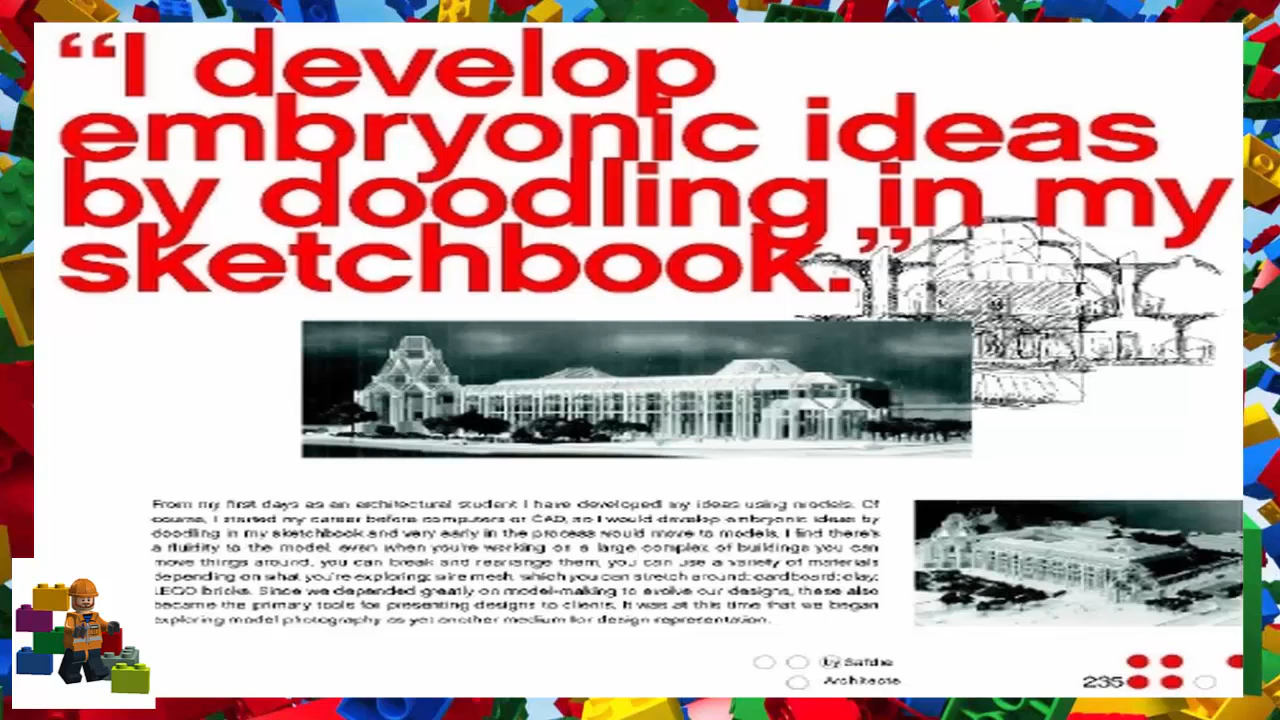 “I develop
embryonic ideas
by doodling in my
sketchbook.”
From my first days as an architectural student I have developed my ideas using models. Of
course, I started my career before computers or CAD, so I would develop embryonic ideas by
doodling in my sketchbook and very early in the process would move to models. I find there's
a fluidity to the model, even when you're working on a large complex of buildings you can
move things around, you can break and rearrange them, you can use a variety of materials
depending on what you're exploring: wire mesh, which you can stretch around; cardboard; clay;
LEGO bricks. Since we depended greatly on model-making to evolve our designs, these also
became the primary tools for presenting designs to clients. It was at this time that we began
exploring model photography as yet another medium for design representation.
by Safdie
Architects
235